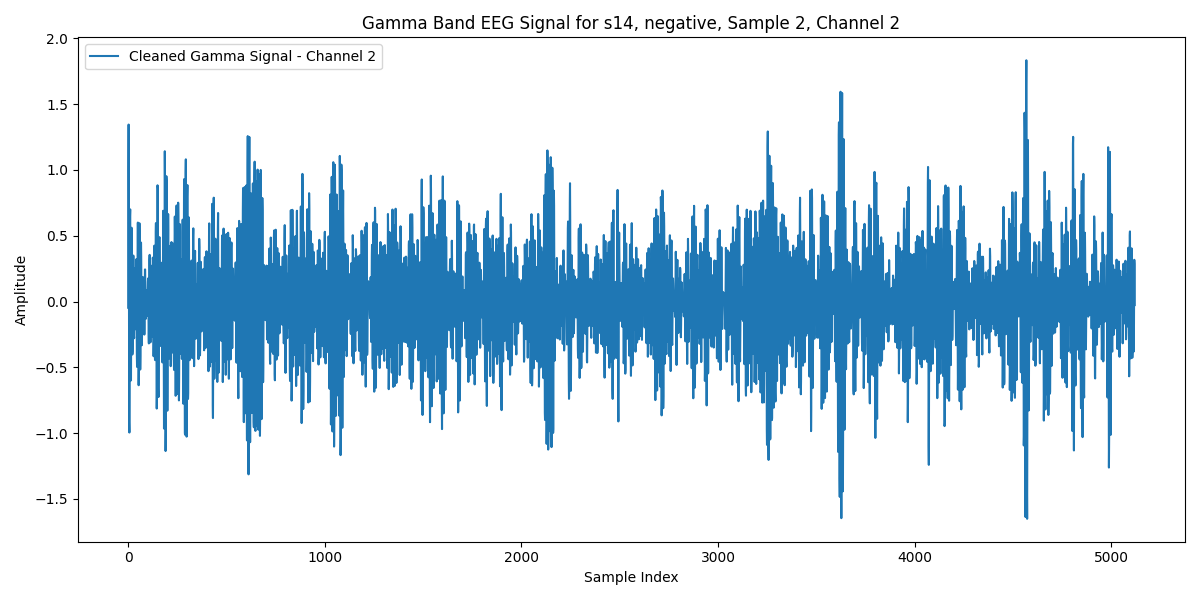 Gamma Band EEG Signal for s14, negative, Sample 2, Channel 2
Cleaned Gamma Signal - Channel 2
Amplitude
2.0
1.5
1.0
0.5
0.0
−0.5
−1.0
−1.5
0 1000 2000 3000 4000 5000
Sample Index